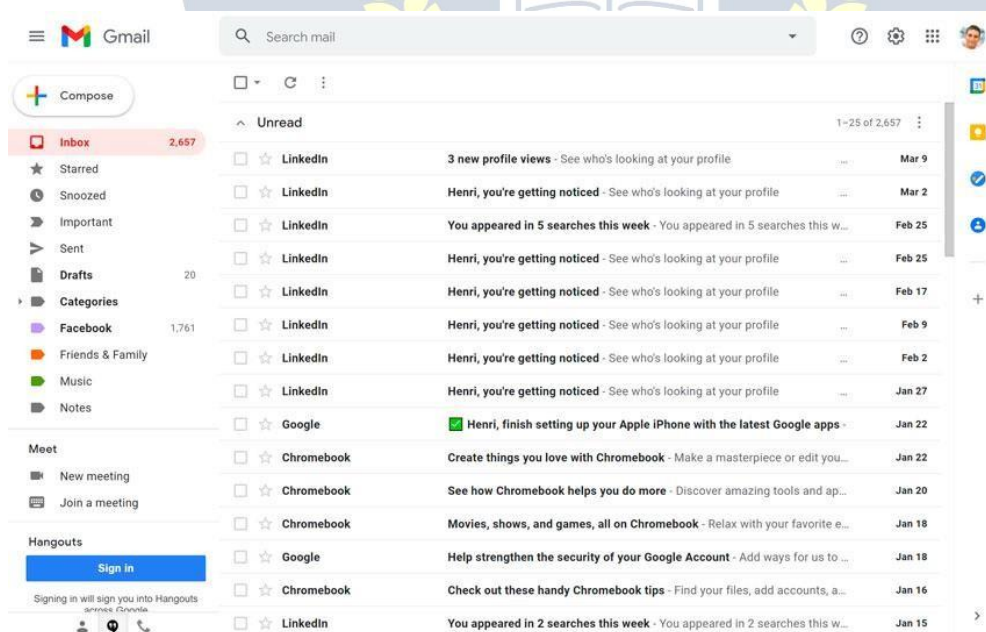 Gmail
Search mail
Compose
Inbox 2,657
Starred
Snoozed
Important
Sent
Drafts 20
Categories
Facebook 1,761
Friends & Family
Music
Notes
Meet
New meeting
Join a meeting
Hangouts
Sign in
Signing in will sign you into Hangouts
across Google
Unread 1–25 of 2,657
LinkedIn 3 new profile views - See who's looking at your profile ... Mar 9
LinkedIn Henri, you're getting noticed - See who's looking at your profile ... Mar 2
LinkedIn You appeared in 5 searches this week - You appeared in 5 searches this w... Feb 25
LinkedIn Henri, you're getting noticed - See who's looking at your profile ... Feb 25
LinkedIn Henri, you're getting noticed - See who's looking at your profile ... Feb 17
LinkedIn Henri, you're getting noticed - See who's looking at your profile ... Feb 9
LinkedIn Henri, you're getting noticed - See who's looking at your profile ... Feb 2
LinkedIn Henri, you're getting noticed - See who's looking at your profile ... Jan 27
Google ✅ Henri, finish setting up your Apple iPhone with the latest Google apps - Jan 22
Chromebook Create things you love with Chromebook - Make a masterpiece or edit you... Jan 22
Chromebook See how Chromebook helps you do more - Discover amazing tools and ap... Jan 20
Chromebook Movies, shows, and games, all on Chromebook - Relax with your favorite e... Jan 18
Google Help strengthen the security of your Google Account - Add ways for us to ... Jan 18
Chromebook Check out these handy Chromebook tips - Find your files, add accounts, a... Jan 16
LinkedIn You appeared in 2 searches this week - You appeared in 2 searches this w... Jan 15